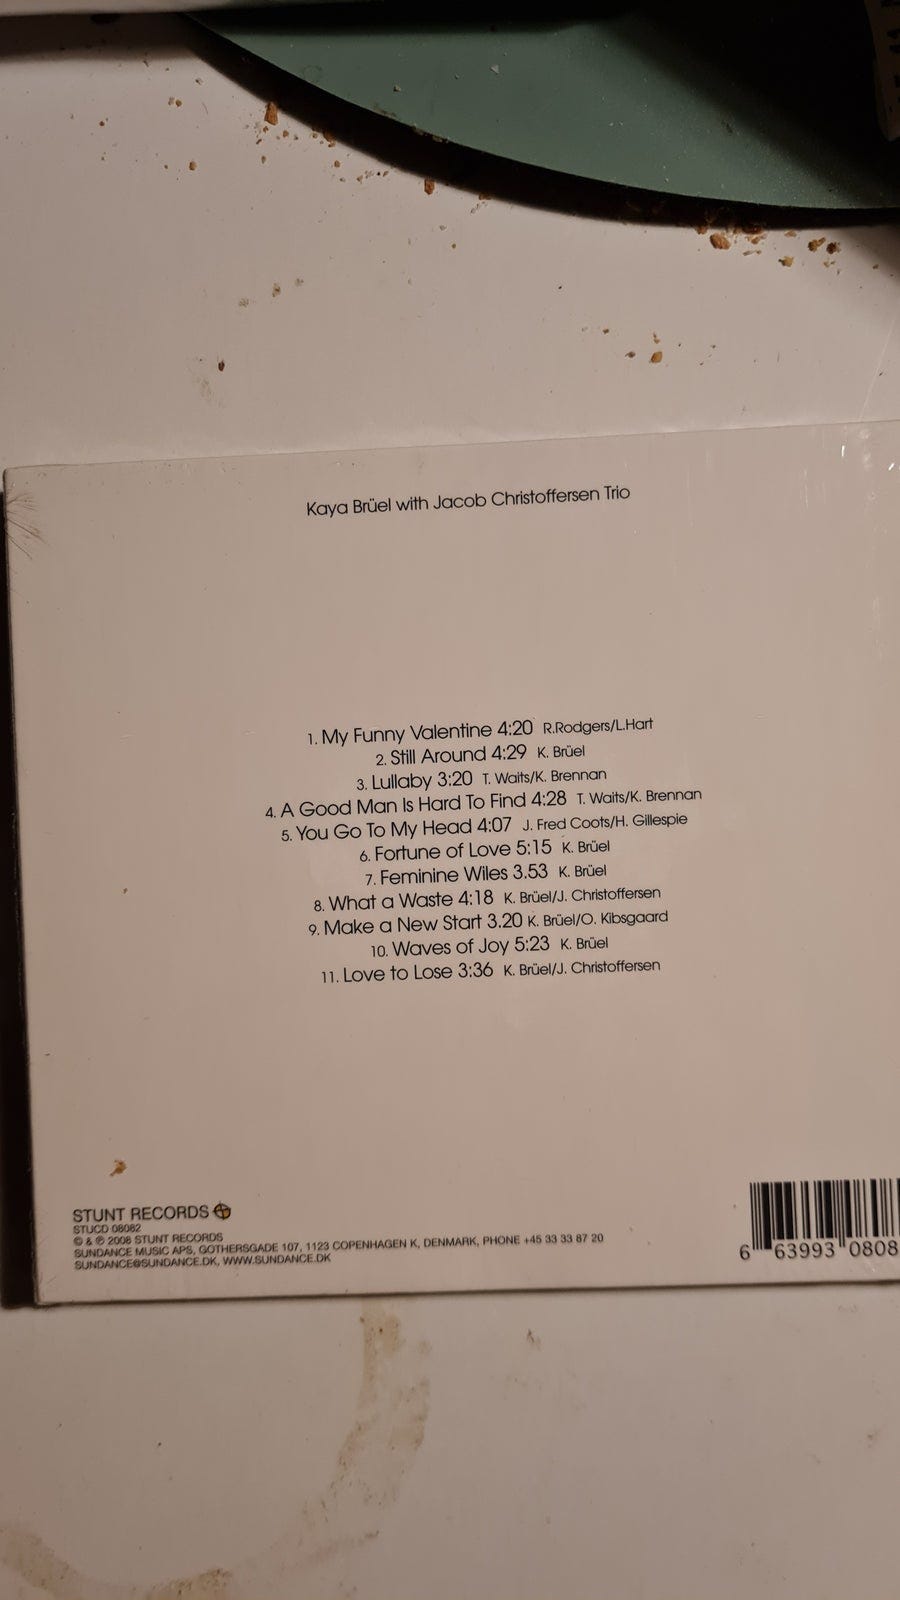 Kaya Brüel with Jacob Christoffersen Trio
1. My Funny Valentine 4:20 R.Rodgers/L.Hart
2. Still Around 4:29 K. Brüel
3. Lullaby 3:20 T. Waits/K. Brennan
4. A Good Man Is Hard To Find 4:28 T. Waits/K. Brennan
5. You Go To My Head 4:07 J. Fred Coots/H. Gillespie
6. Fortune of Love 5:15 K. Brüel
7. Feminine Wiles 3.53 K. Brüel
8. What a Waste 4:18 K. Brüel/J. Christoffersen
9. Make a New Start 3.20 K. Brüel/O. Kibsgaard
10. Waves of Joy 5:23 K. Brüel
11. Love to Lose 3:36 K. Brüel/J. Christoffersen
STUNT RECORDS
STUCD 08082
© & ℗ 2008 STUNT RECORDS
SUNDANCE MUSIC APS, GOTHERSGADE 107, 1123 COPENHAGEN K, DENMARK, PHONE +45 33 33 87 20
SUNDANCE@SUNDANCE.DK, WWW.SUNDANCE.DK
6 63993 0808